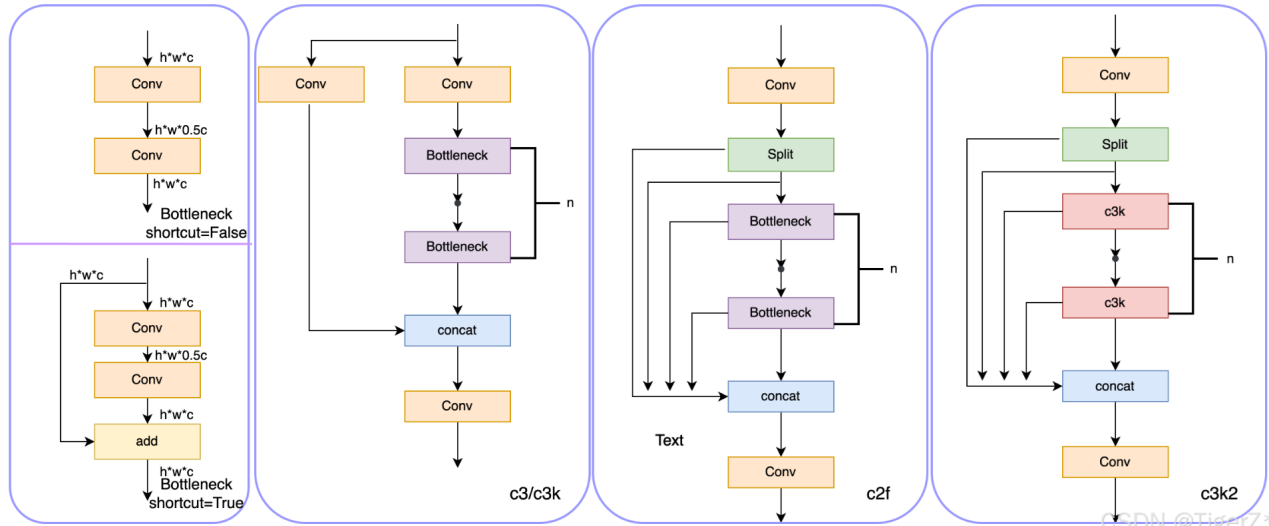 h*w*c
Conv
h*w*0.5c
Conv
h*w*c
Bottleneck
shortcut=False
h*w*c
h*w*c
Conv
h*w*0.5c
Conv
h*w*c
add
h*w*c
Bottleneck
shortcut=True
Conv
Conv
Bottleneck
n
Bottleneck
concat
Conv
c3/c3k
Conv
Split
Bottleneck
n
Bottleneck
concat
Text
Conv
c2f
Conv
Split
c3k
n
c3k
concat
Conv
c3k2
CSDN @Tiger7